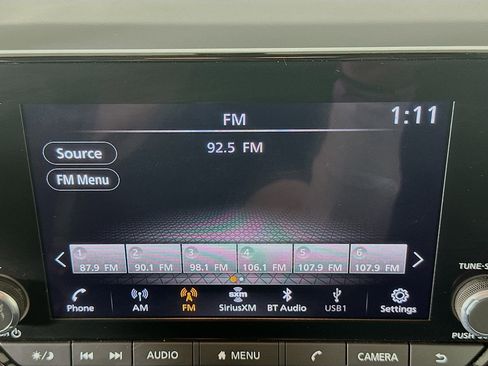 FM 1:11
Source 92.5 FM
FM Menu
1 2 3 4 5 6
87.9 FM 90.1 FM 98.1 FM 106.1 FM 107.9 FM 107.9 FM
sxm
Phone AM FM SiriusXM BT Audio USB1 Settings
TUNE
PUSH
AUDIO MENU CAMERA